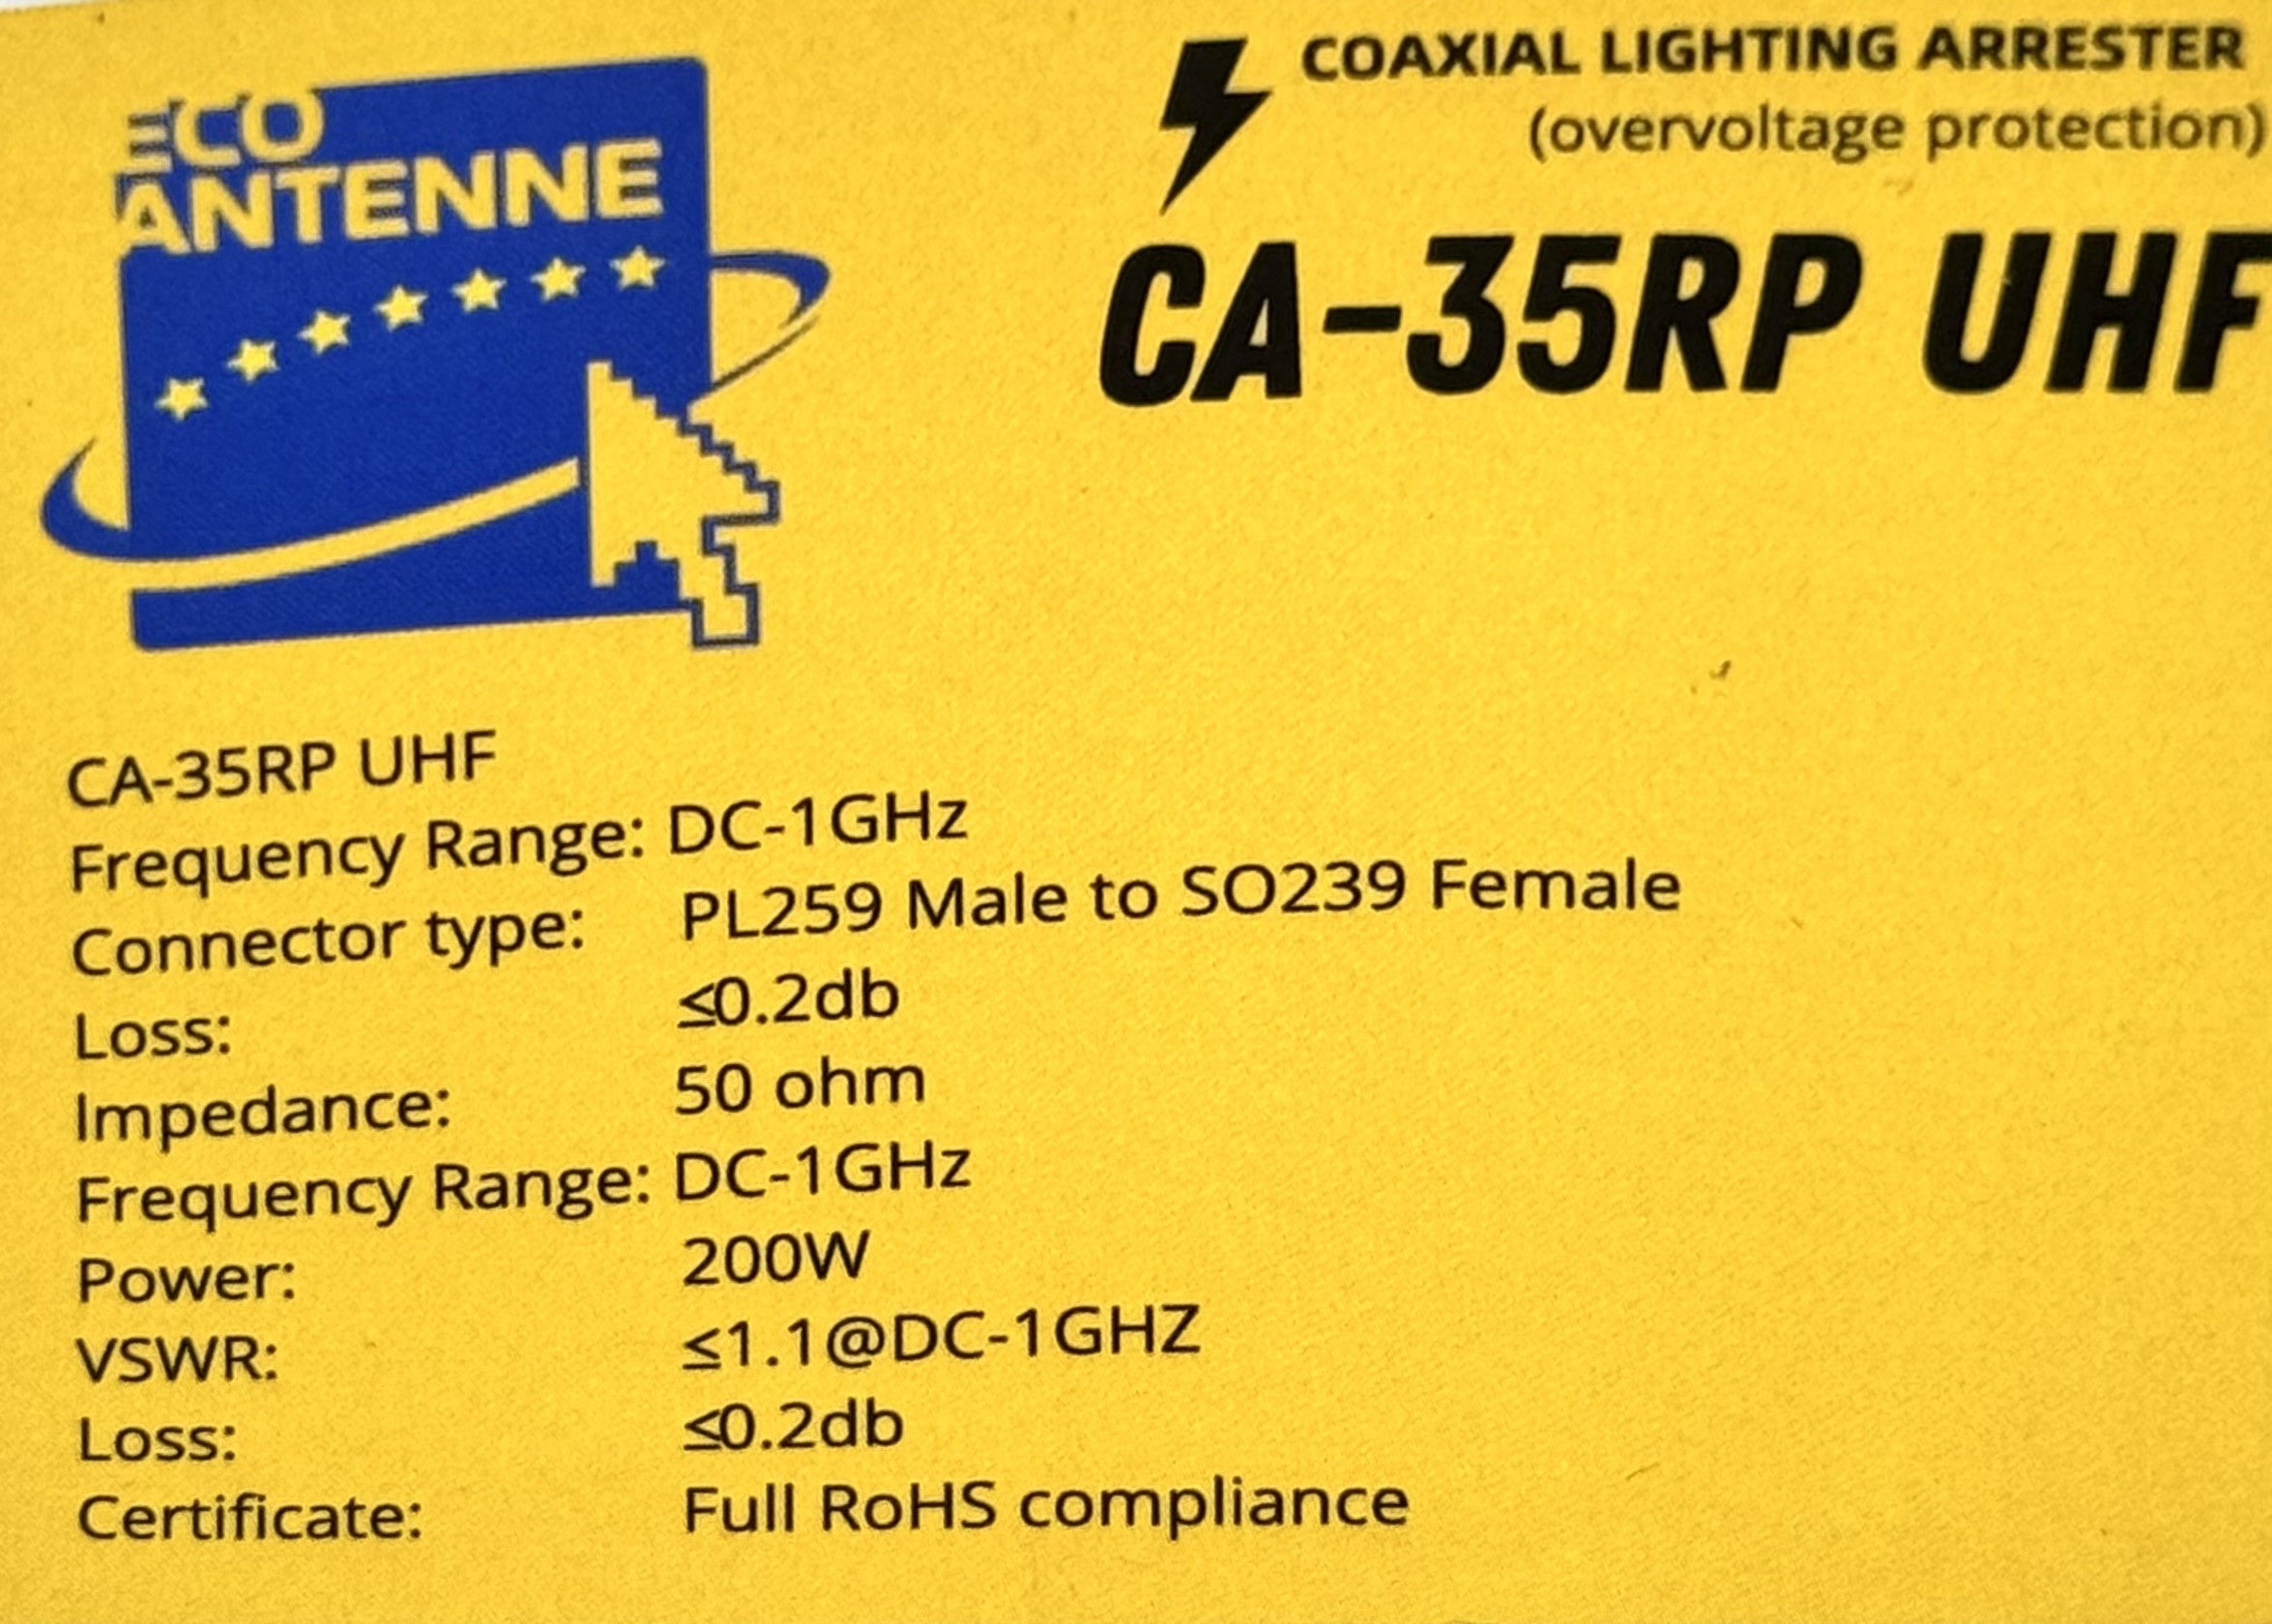 ECO
ANTENNE
COAXIAL LIGHTING ARRESTER
(overvoltage protection)
CA-35RP UHF
CA-35RP UHF
Frequency Range: DC-1GHz
Connector type: PL259 Male to SO239 Female
Loss: ≤0.2db
Impedance: 50 ohm
Frequency Range: DC-1GHz
Power: 200W
VSWR: ≤1.1@DC-1GHZ
Loss: ≤0.2db
Certificate: Full RoHS compliance